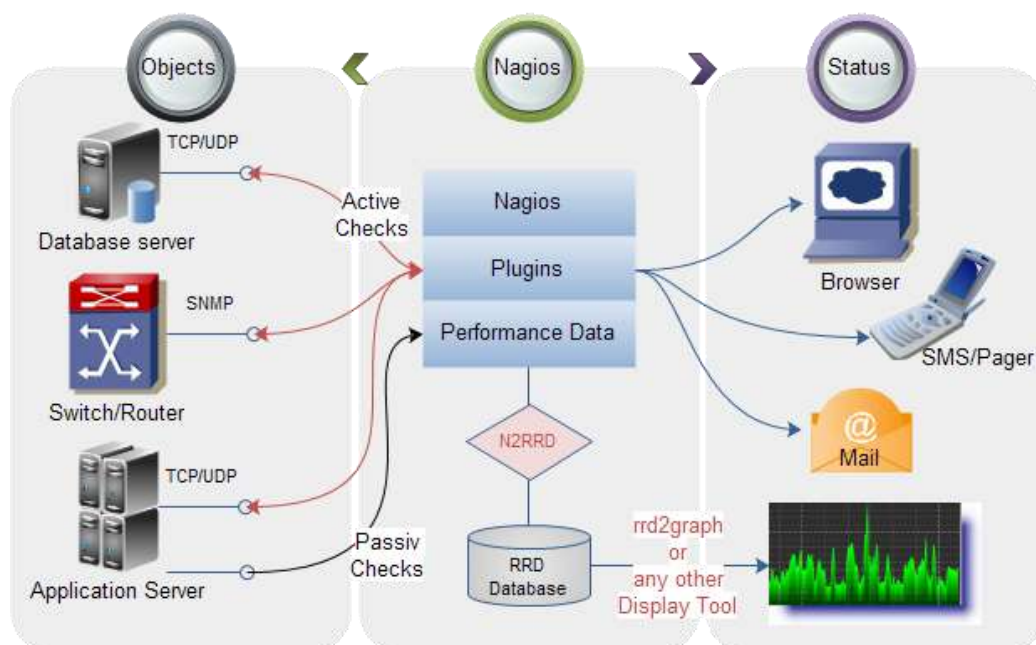 Objects
Nagios
Status
TCP/UDP
Database server
SNMP
Switch/Router
TCP/UDP
Application Server
Active
Checks
Passiv
Checks
Nagios
Plugins
Performance Data
N2RRD
RRD
Database
rrd2graph
or
any other
Display Tool
Browser
SMS/Pager
@
Mail